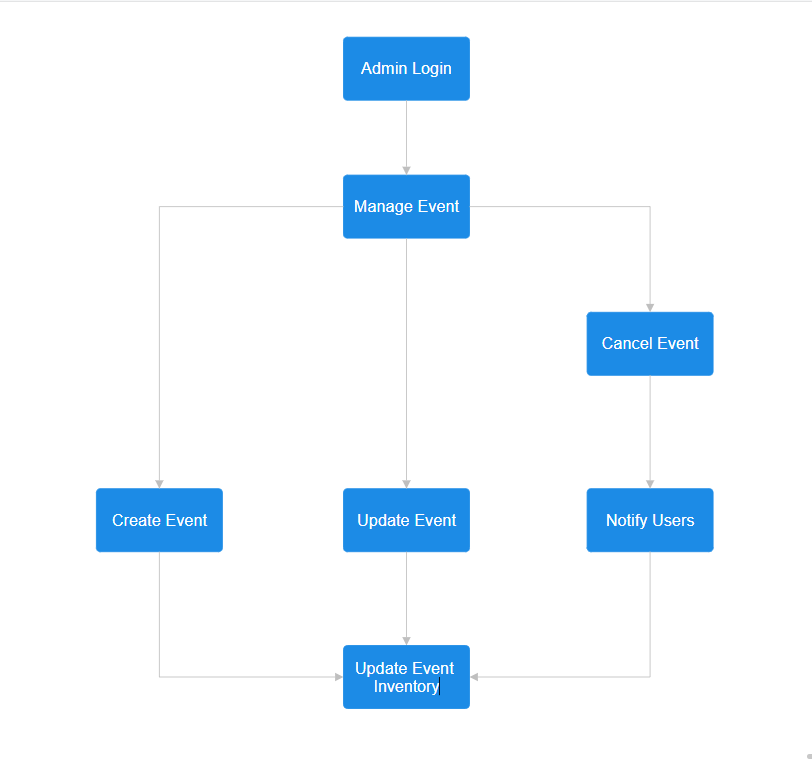 Admin Login
Manage Event
Cancel Event
Create Event
Update Event
Notify Users
Update Event
Inventory